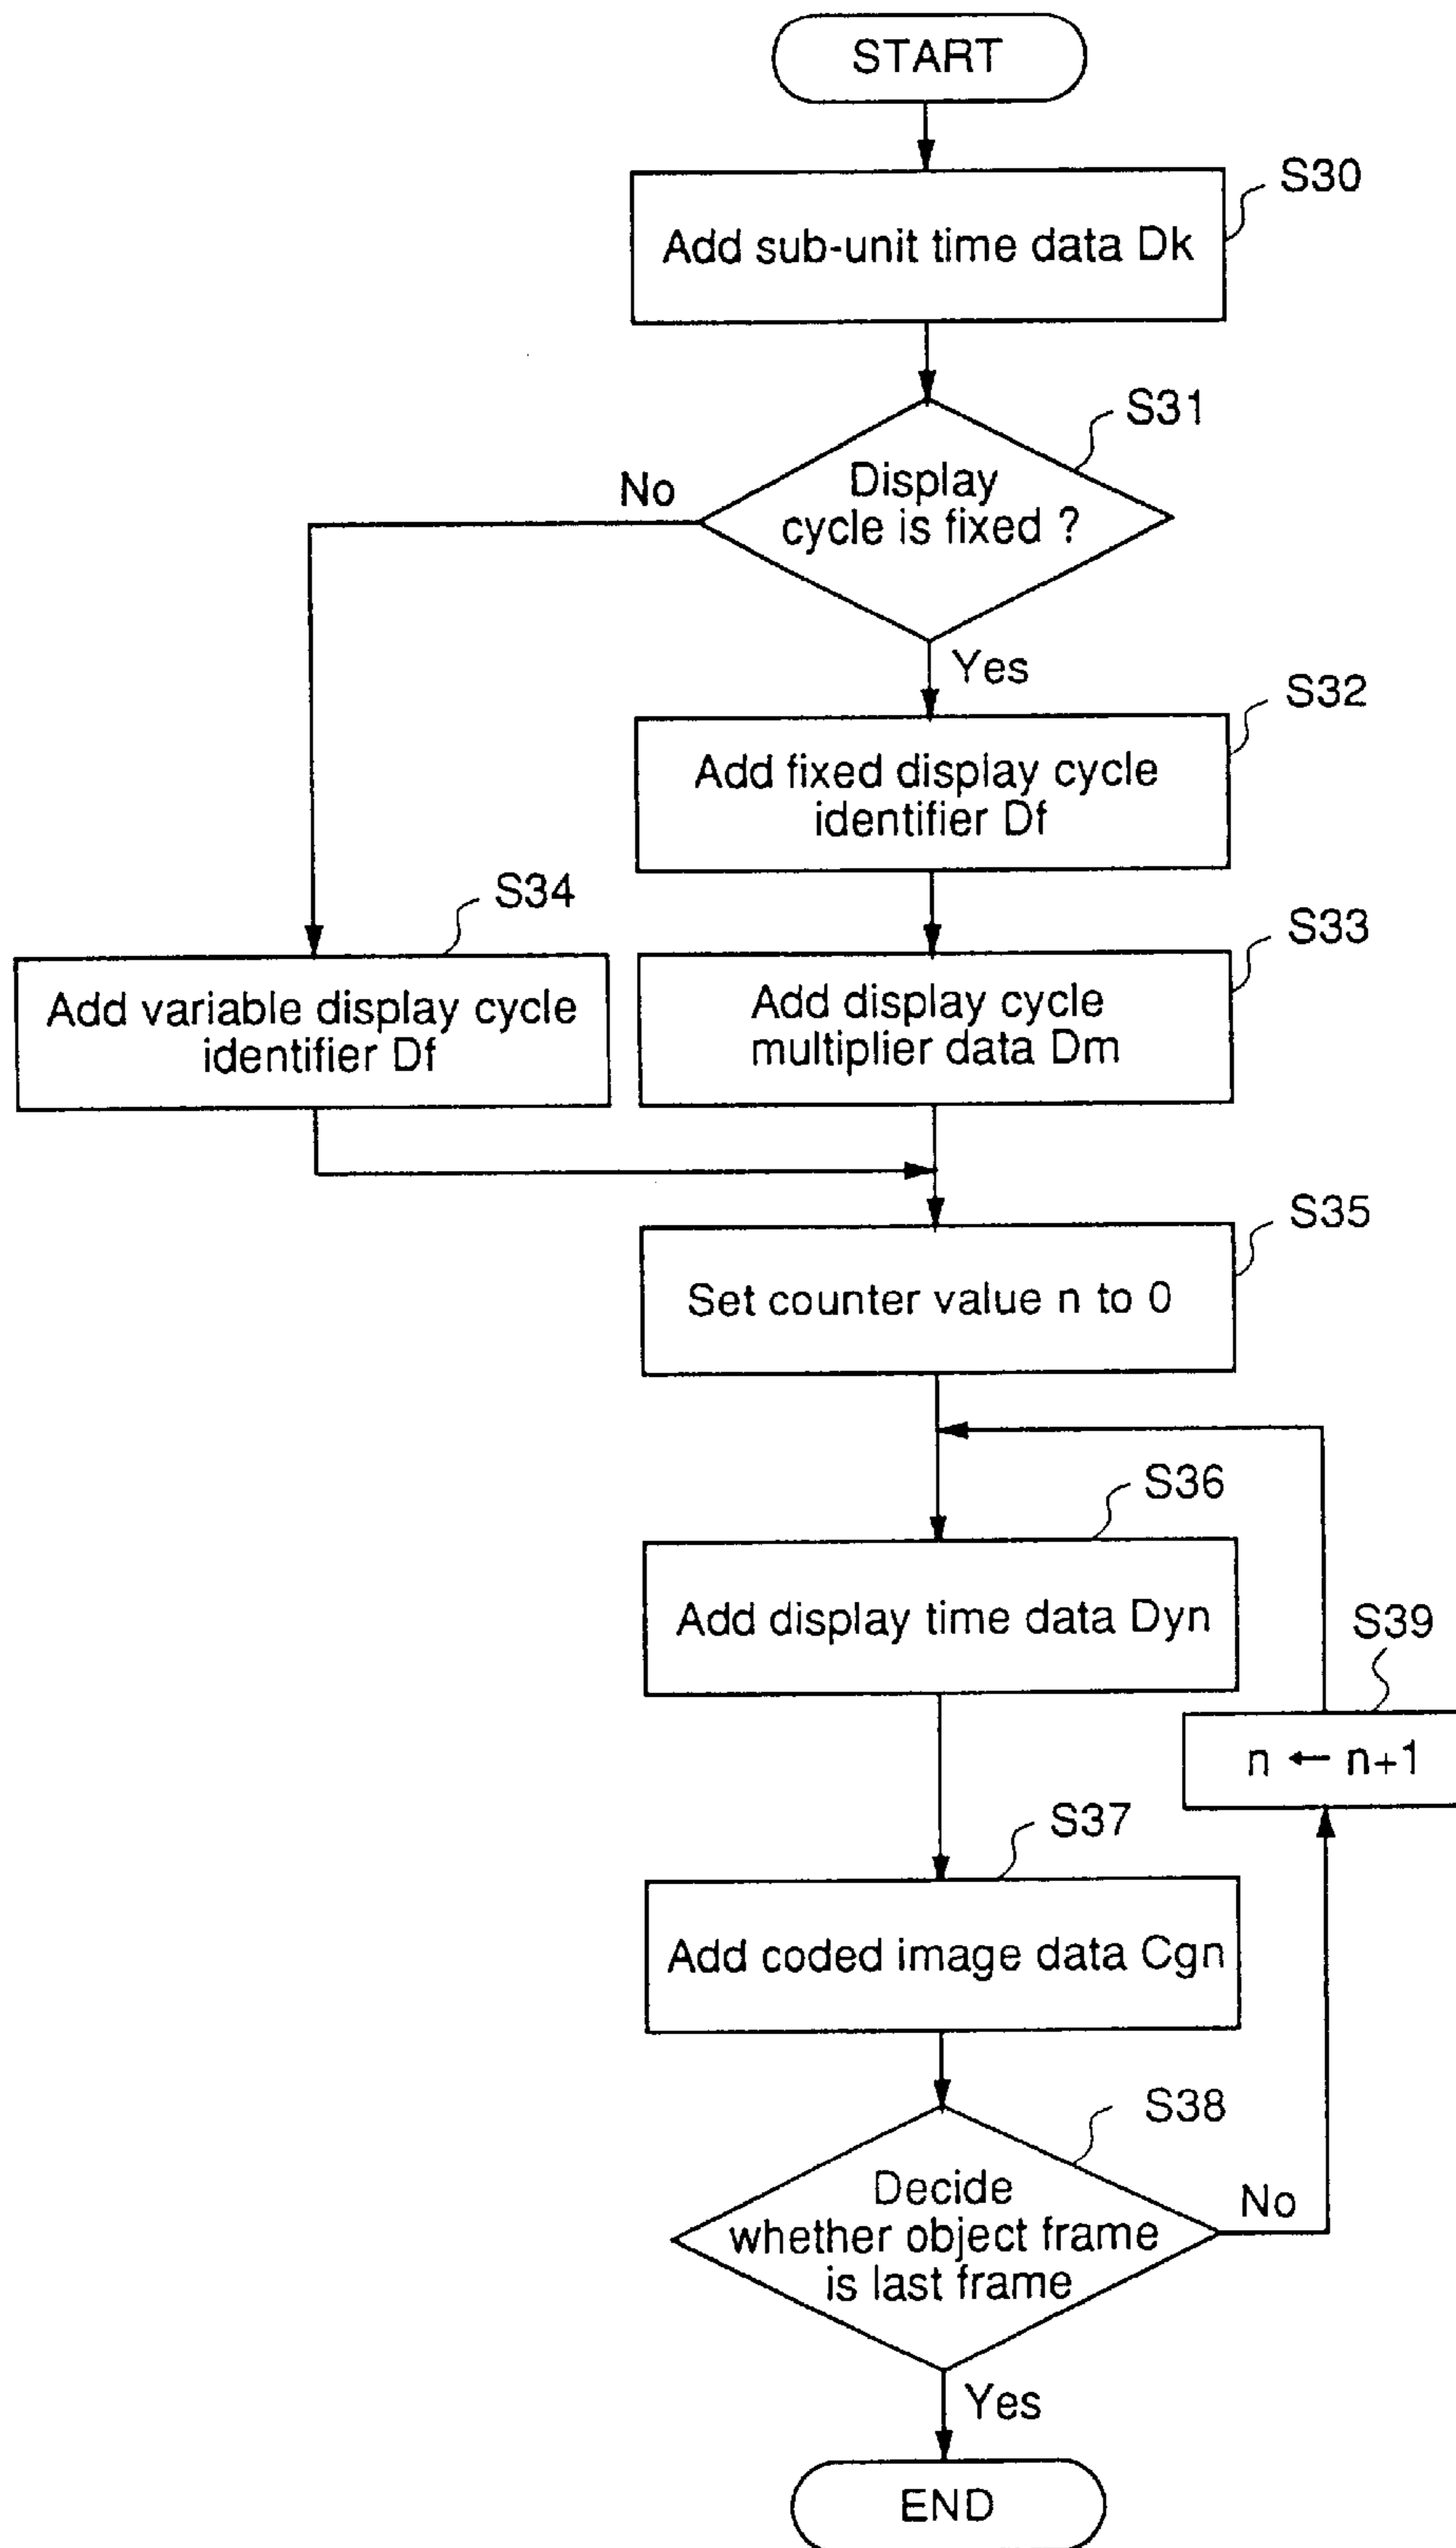 START
S30
Add sub-unit time data Dk
S31
Display
cycle is fixed ?
No
Yes
S32
Add fixed display cycle
identifier Df
S34
S33
Add variable display cycle
identifier Df
Add display cycle
multiplier data Dm
S35
Set counter value n to 0
S36
Add display time data Dyn
S39
n ← n+1
S37
Add coded image data Cgn
S38
Decide
whether object frame
is last frame
No
Yes
END